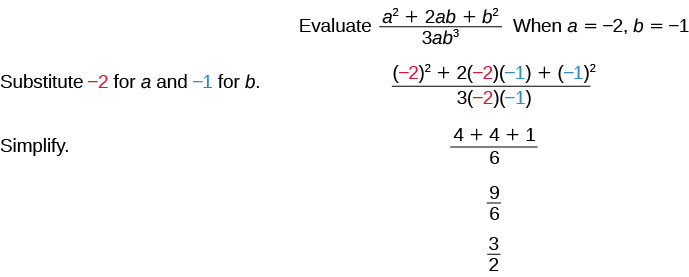 Evaluate (a² + 2ab + b²)/(3ab³) When a = −2, b = −1
Substitute −2 for a and −1 for b. ((−2)² + 2(−2)(−1) + (−1)²)/(3(−2)(−1))
Simplify. (4 + 4 + 1)/6
9/6
3/2